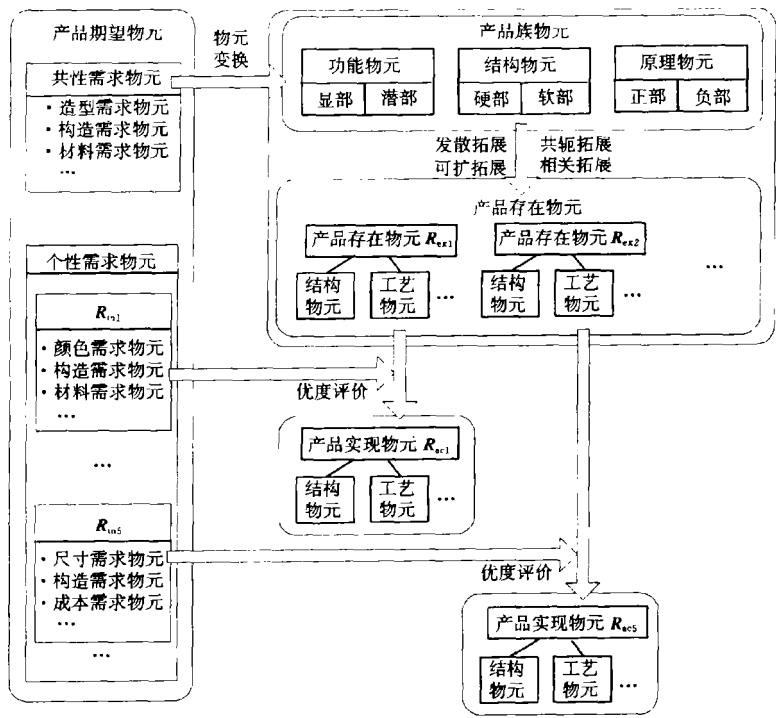 产品期望物元
共性需求物元
· 造型需求物元
· 构造需求物元
· 材料需求物元
…
个性需求物元
Rin1
· 颜色需求物元
· 构造需求物元
· 材料需求物元
…
…
Rin5
· 尺寸需求物元
· 构造需求物元
· 成本需求物元
…
…
物元
变换
产品族物元
功能物元
显部
潜部
结构物元
硬部
软部
原理物元
正部
负部
发散拓展
可扩拓展
共轭拓展
相关拓展
产品存在物元
产品存在物元 Rex1
结构
物元
工艺
物元
…
产品存在物元 Rex2
结构
物元
工艺
物元
…
…
优度评价
产品实现物元 Rac1
结构
物元
工艺
物元
…
优度评价
产品实现物元 Rac5
结构
物元
工艺
物元
…